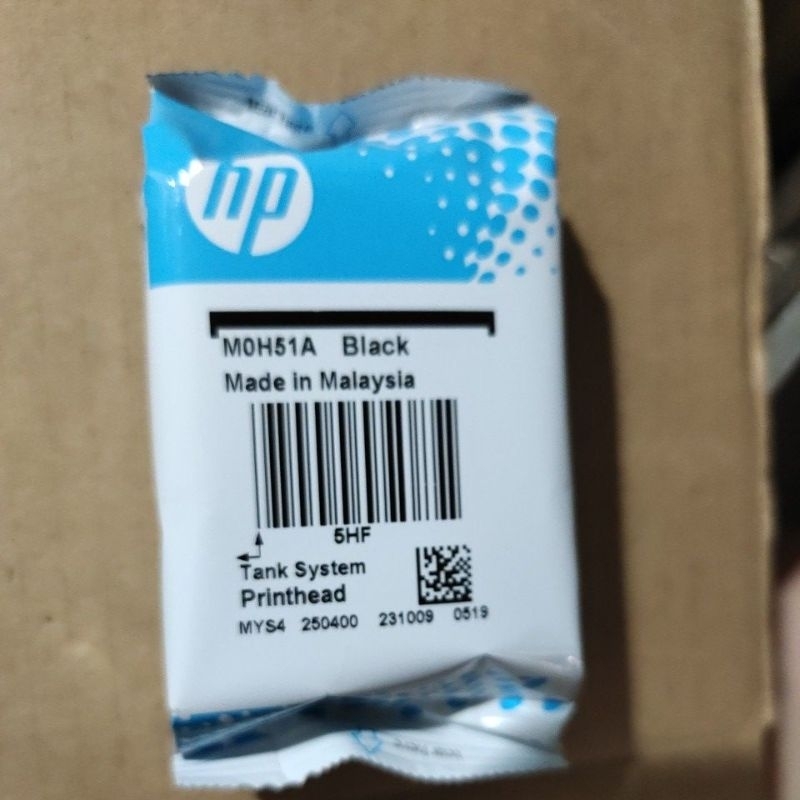 hp
M0H51A Black
Made in Malaysia
5HF
Tank System
Printhead
MYS4 250400 231009 0519